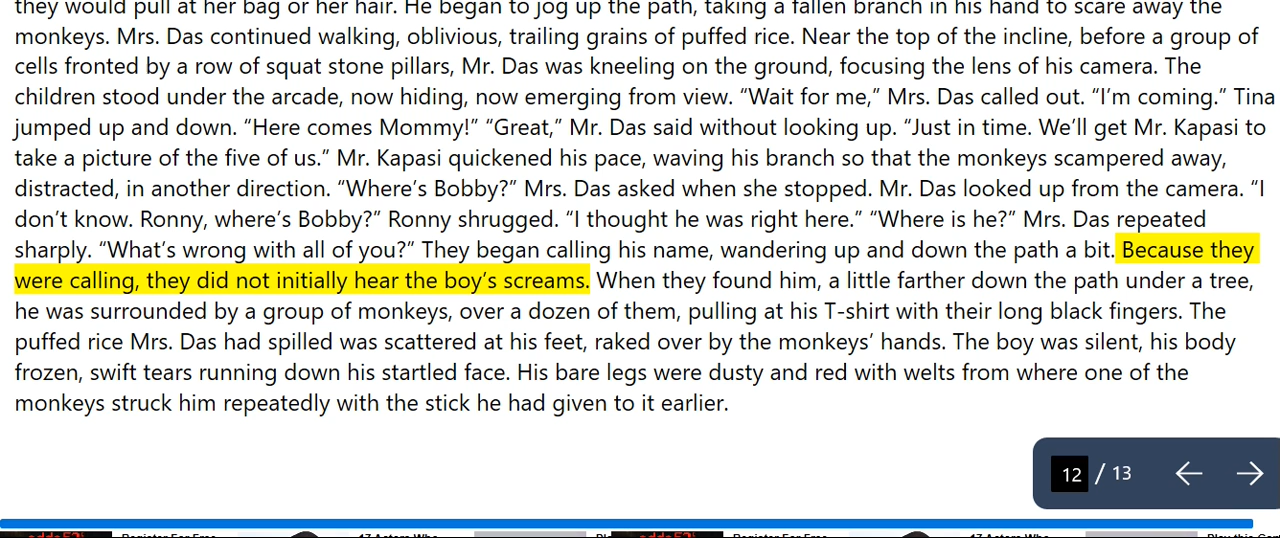 they would pull at her bag or her hair. He began to jog up the path, taking a fallen branch in his hand to scare away the
monkeys. Mrs. Das continued walking, oblivious, trailing grains of puffed rice. Near the top of the incline, before a group of
cells fronted by a row of squat stone pillars, Mr. Das was kneeling on the ground, focusing the lens of his camera. The
children stood under the arcade, now hiding, now emerging from view. “Wait for me,” Mrs. Das called out. “I’m coming.” Tina
jumped up and down. “Here comes Mommy!” “Great,” Mr. Das said without looking up. “Just in time. We’ll get Mr. Kapasi to
take a picture of the five of us.” Mr. Kapasi quickened his pace, waving his branch so that the monkeys scampered away,
distracted, in another direction. “Where’s Bobby?” Mrs. Das asked when she stopped. Mr. Das looked up from the camera. “I
don’t know. Ronny, where’s Bobby?” Ronny shrugged. “I thought he was right here.” “Where is he?” Mrs. Das repeated
sharply. “What’s wrong with all of you?” They began calling his name, wandering up and down the path a bit. Because they
were calling, they did not initially hear the boy’s screams. When they found him, a little farther down the path under a tree,
he was surrounded by a group of monkeys, over a dozen of them, pulling at his T-shirt with their long black fingers. The
puffed rice Mrs. Das had spilled was scattered at his feet, raked over by the monkeys’ hands. The boy was silent, his body
frozen, swift tears running down his startled face. His bare legs were dusty and red with welts from where one of the
monkeys struck him repeatedly with the stick he had given to it earlier.
12 / 13